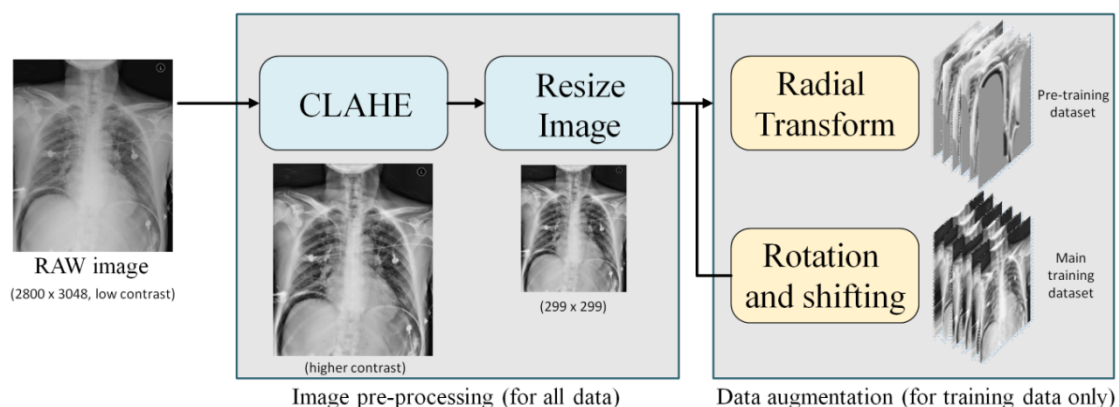 RAW image
(2800 x 3048, low contrast)
CLAHE
(higher contrast)
Resize
Image
(299 x 299)
Image pre-processing (for all data)
Radial
Transform
Pre-training
dataset
Rotation
and shifting
Main
training
dataset
Data augmentation (for training data only)